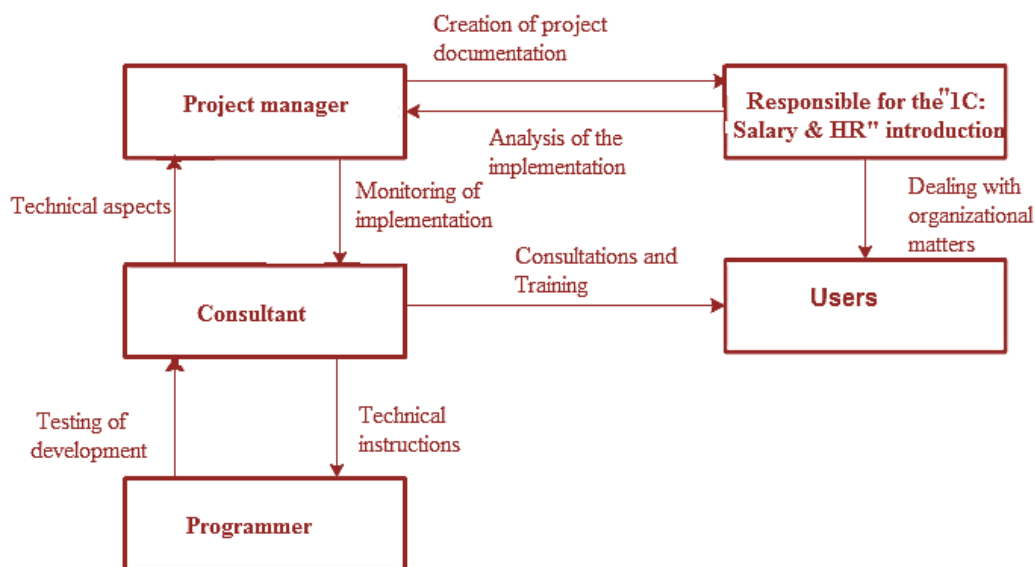 Creation of project
documentation
Project manager
Responsible for the"1C:
Salary & HR" introduction
Analysis of the
implementation
Technical aspects
Monitoring of
implementation
Dealing with
organizational
matters
Consultations and
Training
Consultant
Users
Testing of
development
Technical
instructions
Programmer